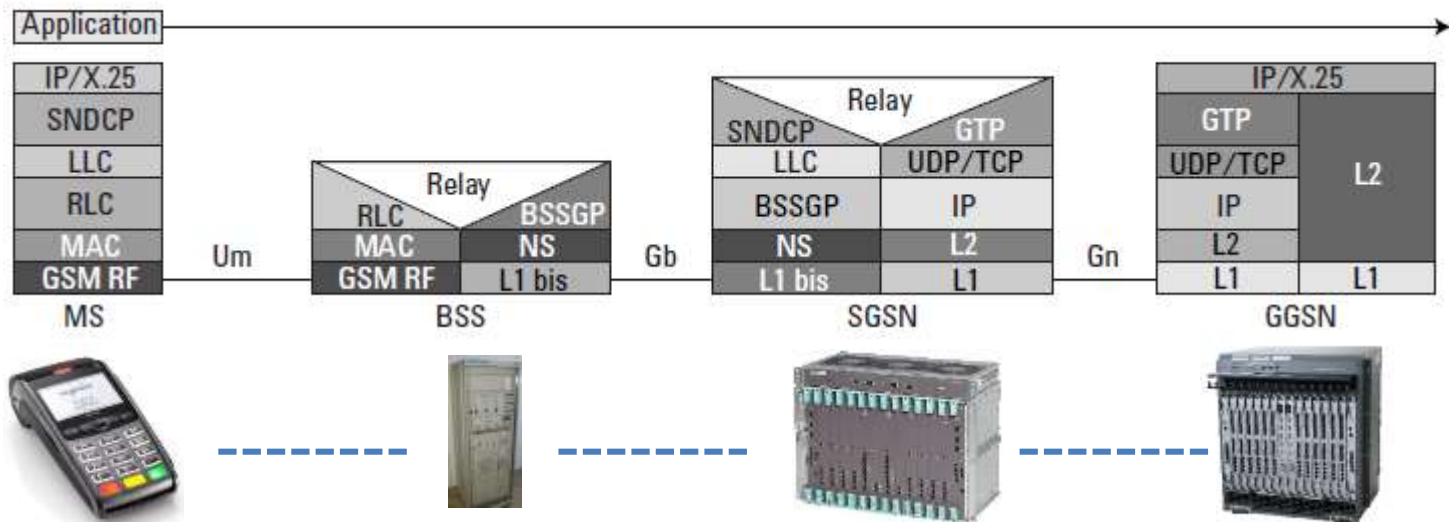 Application
IP/X.25
SNDCP
LLC
RLC
MAC
GSM RF
MS
Um
Relay
RLC
BSSGP
MAC
NS
GSM RF
L1 bis
BSS
Gb
Relay
SNDCP
GTP
LLC
UDP/TCP
BSSGP
IP
NS
L2
L1 bis
L1
SGSN
Gn
IP/X.25
GTP
UDP/TCP
L2
IP
L2
L1
L1
GGSN